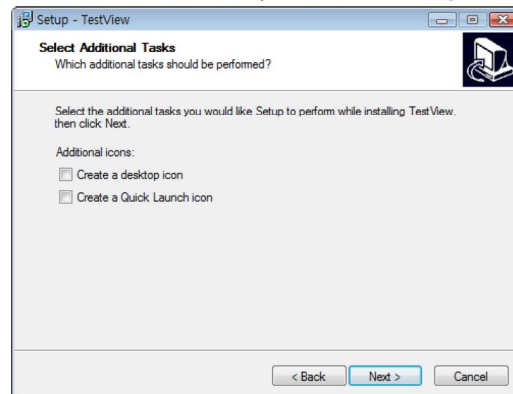 Setup - TestView
Select Additional Tasks
Which additional tasks should be performed?
Select the additional tasks you would like Setup to perform while installing TestView.
then click Next.
Additional icons:
Create a desktop icon
Create a Quick Launch icon
< Back Next > Cancel